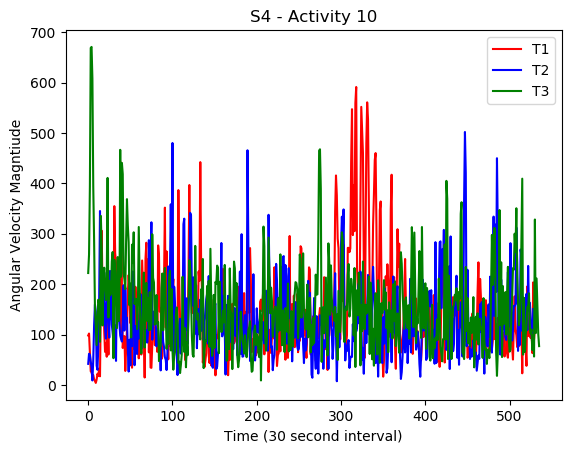 S4 - Activity 10
700
600
500
400
300
200
100
0
Angular Velocity Magntiude
0 100 200 300 400 500
Time (30 second interval)
T1
T2
T3